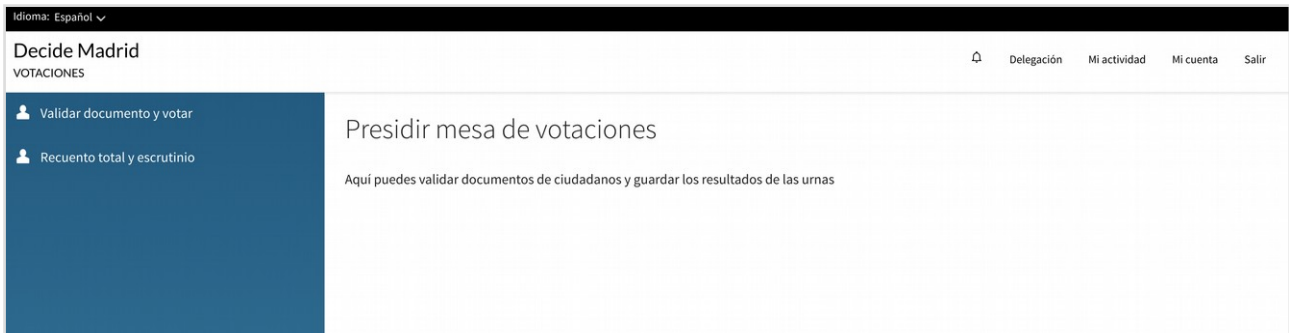 Idioma: Español
Decide Madrid
VOTACIONES
Delegación Mi actividad Mi cuenta Salir
Validar documento y votar
Recuento total y escrutinio
Presidir mesa de votaciones
Aquí puedes validar documentos de ciudadanos y guardar los resultados de las urnas